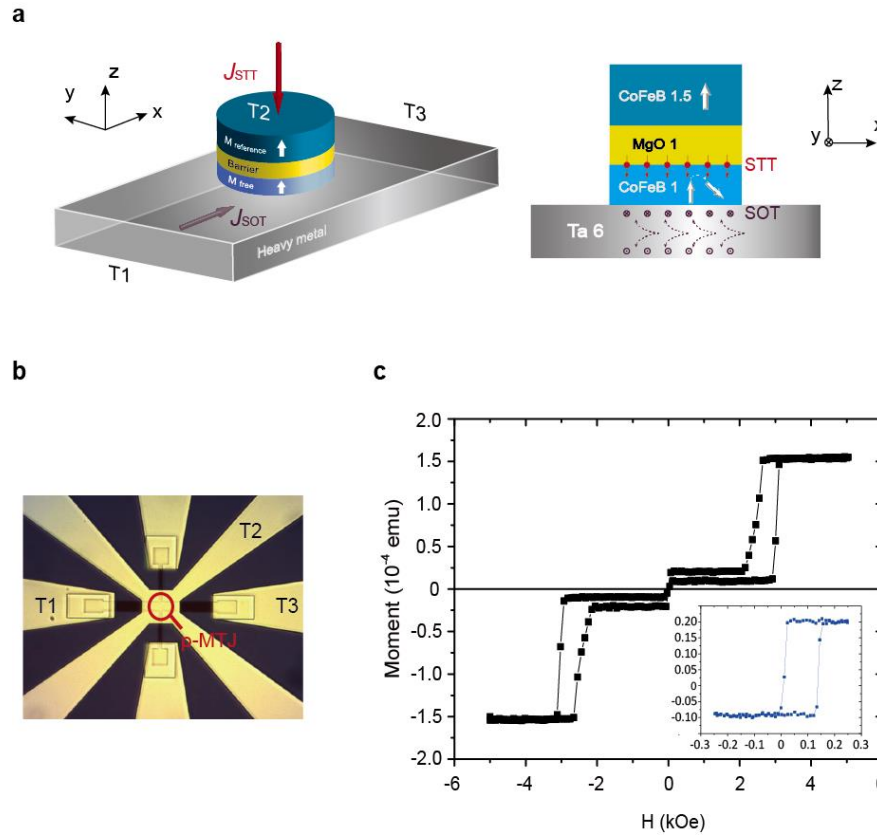 a
z
y
x
J_STT
T2
T3
M reference
Barrier
M free
J_SOT
Heavy metal
T1
CoFeB 1.5
MgO 1
STT
CoFeB 1
SOT
Ta 6
z
y
x
b
T2
T1
T3
p-MTJ
c
Moment (10⁻⁴ emu)
2.0
1.5
1.0
0.5
0
-0.5
-1.0
-1.5
-2.0
-6 -4 -2 0 2 4 6
H (kOe)
0.20
0.15
0.10
0.05
0
-0.05
-0.10
-0.3 -0.2 -0.1 0 0.1 0.2 0.3